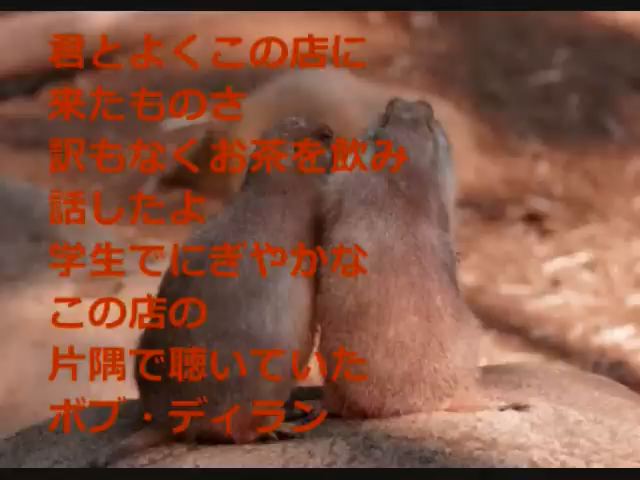 君とよくこの店に
来たものさ
訳もなくお茶を飲み
話したよ
学生でにぎやかな
この店の
片隅で聴いていた
ボブ・ディラン